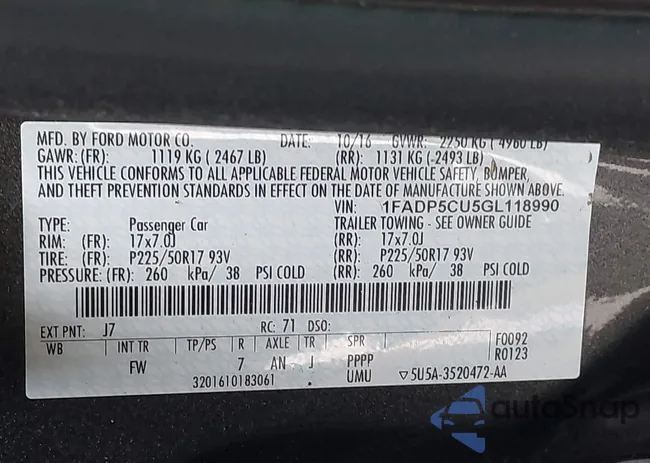 MFD. BY FORD MOTOR CO. DATE: 10/16 GVWR: 2250 KG ( 4960 LB)
GAWR: (FR): 1119 KG ( 2467 LB) (RR): 1131 KG ( 2493 LB)
THIS VEHICLE CONFORMS TO ALL APPLICABLE FEDERAL MOTOR VEHICLE SAFETY, BUMPER,
AND THEFT PREVENTION STANDARDS IN EFFECT ON THE DATE OF MANUFACTURE SHOWN ABOVE.
VIN: 1FADP5CU5GL118990
TYPE: Passenger Car TRAILER TOWING - SEE OWNER GUIDE
RIM: (FR): 17x7.0J (RR): 17x7.0J
TIRE: (FR): P225/50R17 93V (RR): P225/50R17 93V
PRESSURE: (FR): 260 kPa/ 38 PSI COLD (RR): 260 kPa/ 38 PSI COLD
EXT PNT: J7 RC: 71 DSO:
WB INT TR TP/PS R AXLE TR SPR F0092
FW 7 AN J PPPP R0123
3201610183061 UMU ▽5U5A-3520472-AA
autoSnap